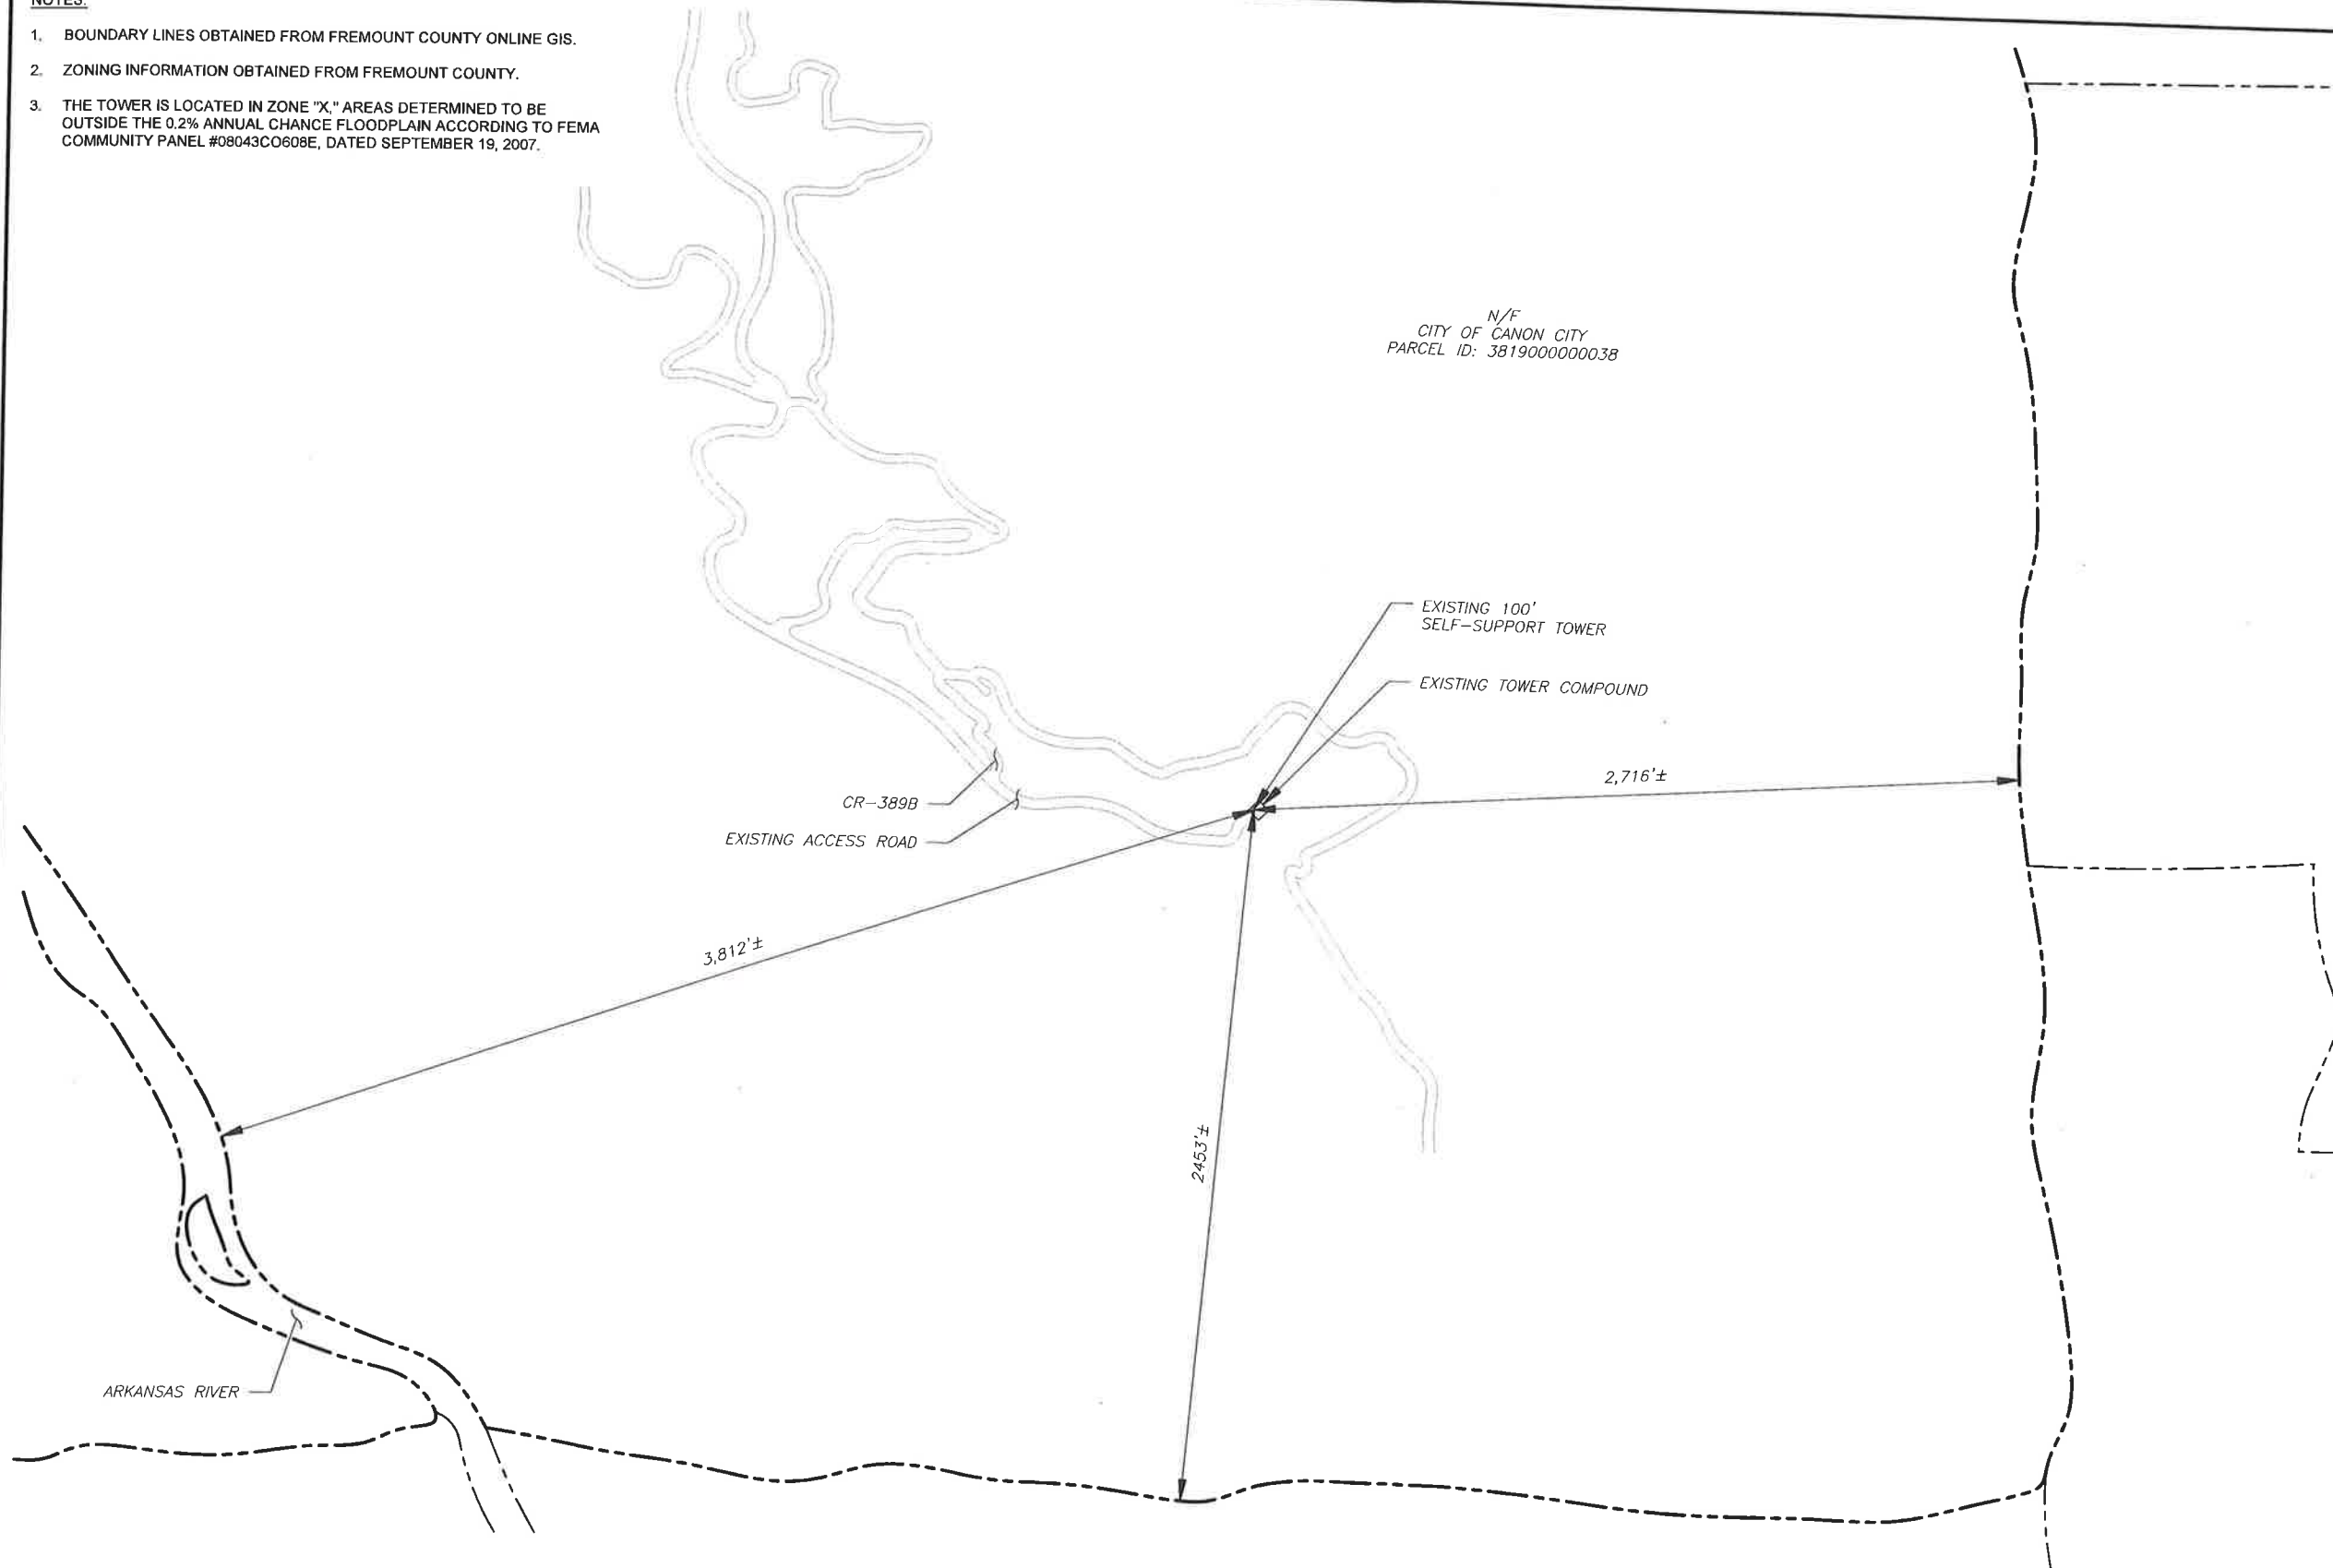 NOTES:
1. BOUNDARY LINES OBTAINED FROM FREMOUNT COUNTY ONLINE GIS.
2. ZONING INFORMATION OBTAINED FROM FREMOUNT COUNTY.
3. THE TOWER IS LOCATED IN ZONE "X," AREAS DETERMINED TO BE
OUTSIDE THE 0.2% ANNUAL CHANCE FLOODPLAIN ACCORDING TO FEMA
COMMUNITY PANEL #08043CO608E, DATED SEPTEMBER 19, 2007.
N/F
CITY OF CANON CITY
PARCEL ID: 3819000000038
EXISTING 100'
SELF-SUPPORT TOWER
EXISTING TOWER COMPOUND
2,716'±
CR-389B
EXISTING ACCESS ROAD
3,812'±
2453'±
ARKANSAS RIVER